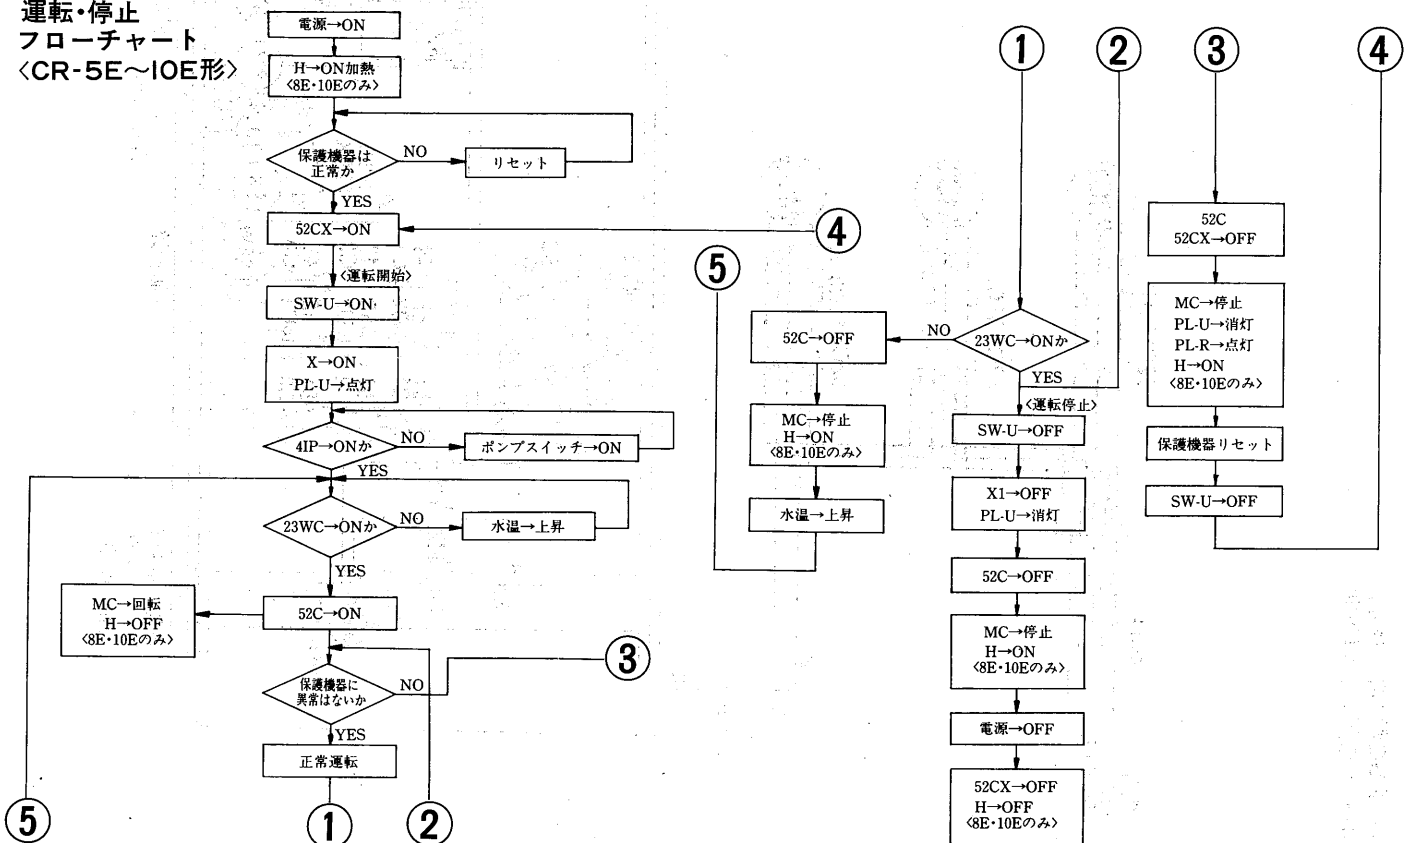 運転・停止
フローチャート
〈CR-5E〜10E形〉
電源→ON
H→ON加熱
〈8E・10Eのみ〉
保護機器は
正常か
NO
リセット
YES
52CX→ON
④
〈運転開始〉
SW-U→ON
X→ON
PL-U→点灯
4IP→ONか
NO
ポンプスイッチ→ON
YES
23WC→ONか
NO
水温→上昇
YES
52C→ON
MC→回転
H→OFF
〈8E・10Eのみ〉
保護機器に
異常はないか
NO
③
YES
正常運転
⑤
①
②
①
②
③
④
⑤
23WC→ONか
NO
52C→OFF
MC→停止
H→ON
〈8E・10Eのみ〉
水温→上昇
YES
〈運転停止〉
SW-U→OFF
X1→OFF
PL-U→消灯
52C→OFF
MC→停止
H→ON
〈8E・10Eのみ〉
電源→OFF
52CX→OFF
H→OFF
〈8E・10Eのみ〉
52C
52CX→OFF
MC→停止
PL-U→消灯
PL-R→点灯
H→ON
〈8E・10Eのみ〉
保護機器リセット
SW-U→OFF